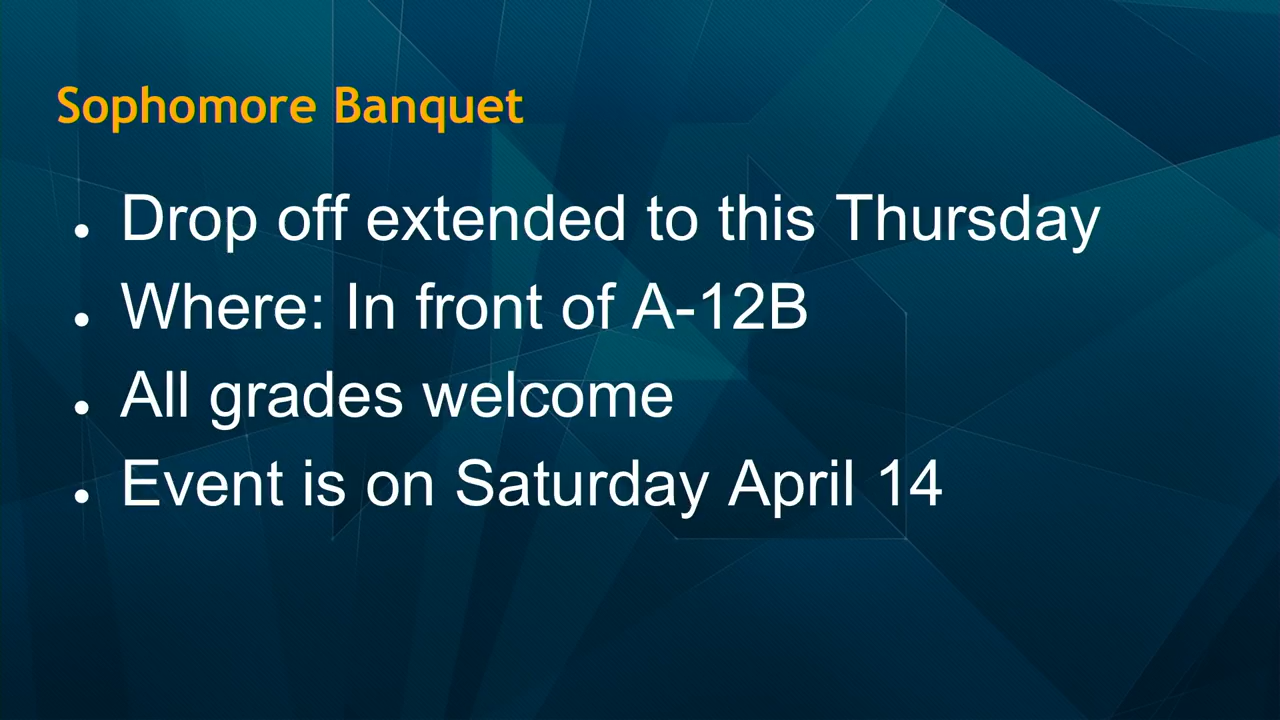 Sophomore Banquet
• Drop off extended to this Thursday
• Where: In front of A-12B
• All grades welcome
• Event is on Saturday April 14